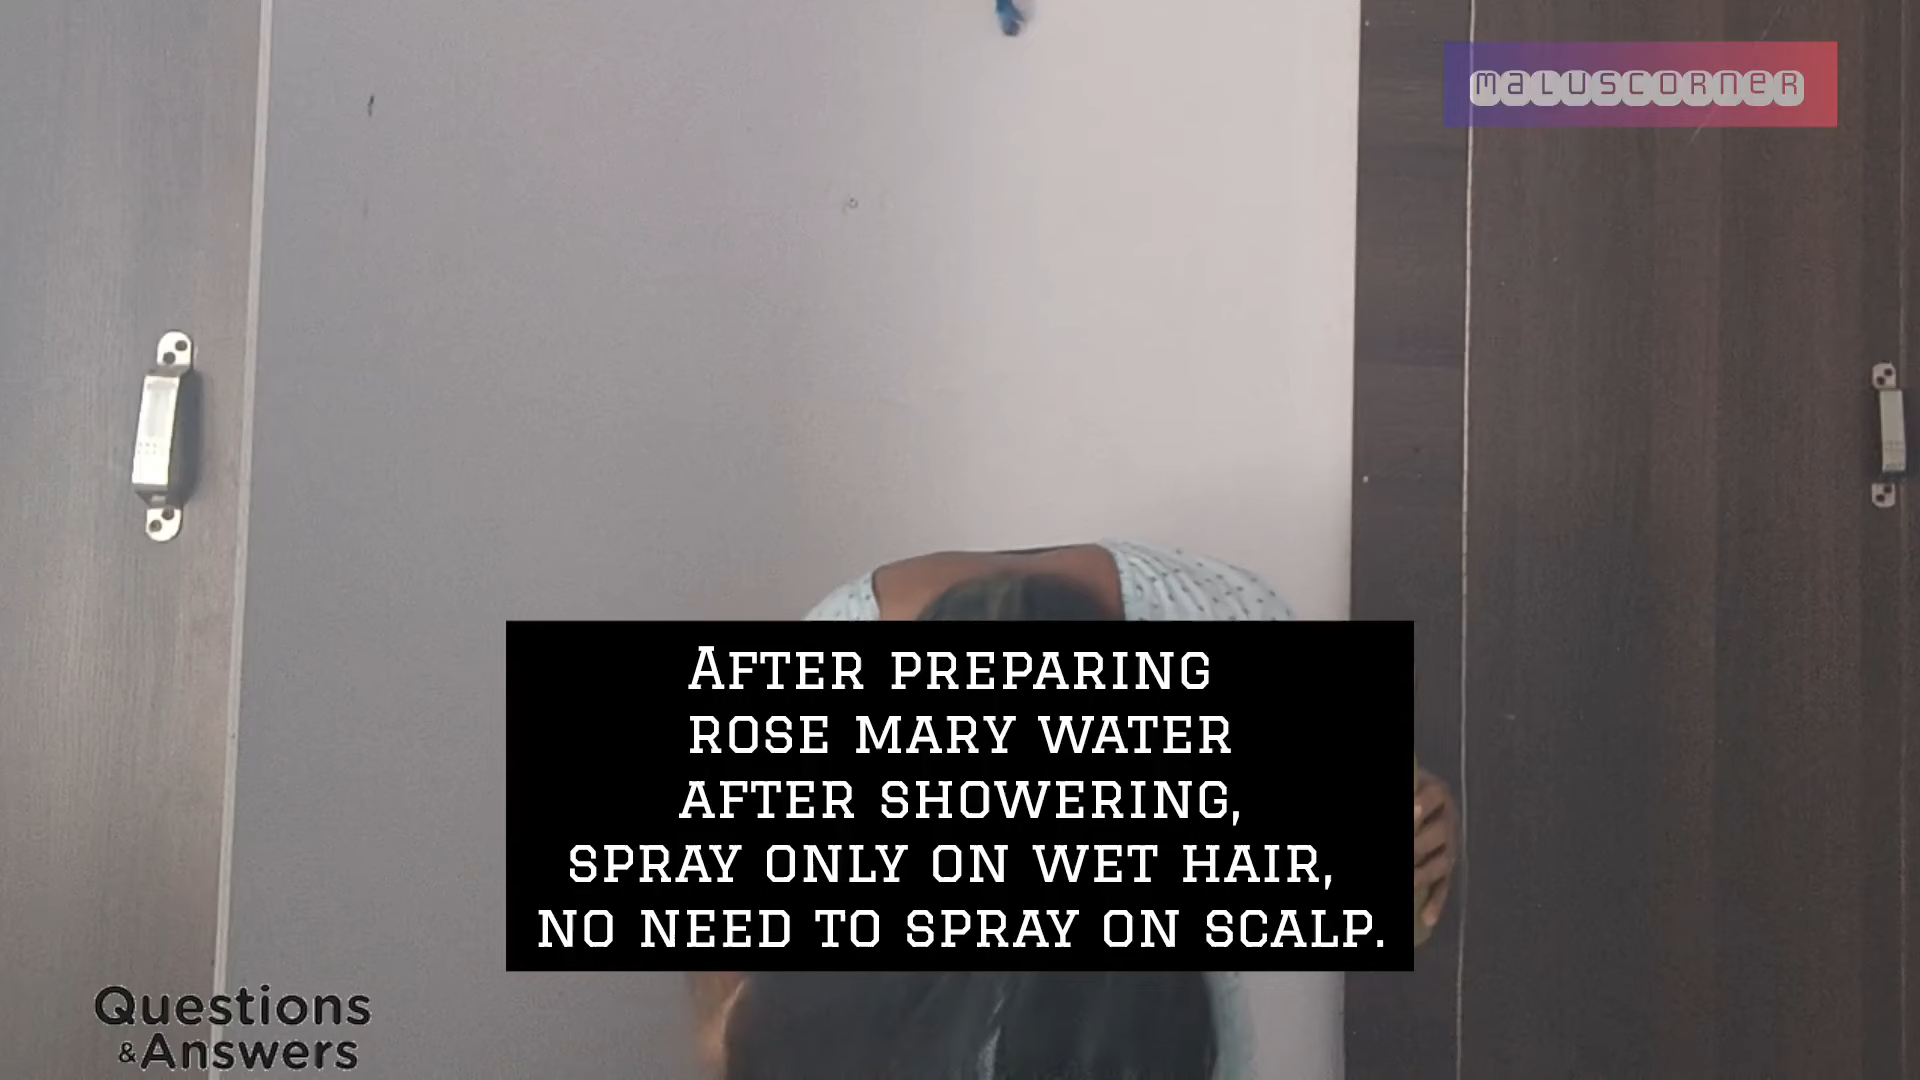 MALUSCORNER
After preparing
rose mary water
after showering,
spray only on wet hair,
no need to spray on scalp.
Questions
&Answers